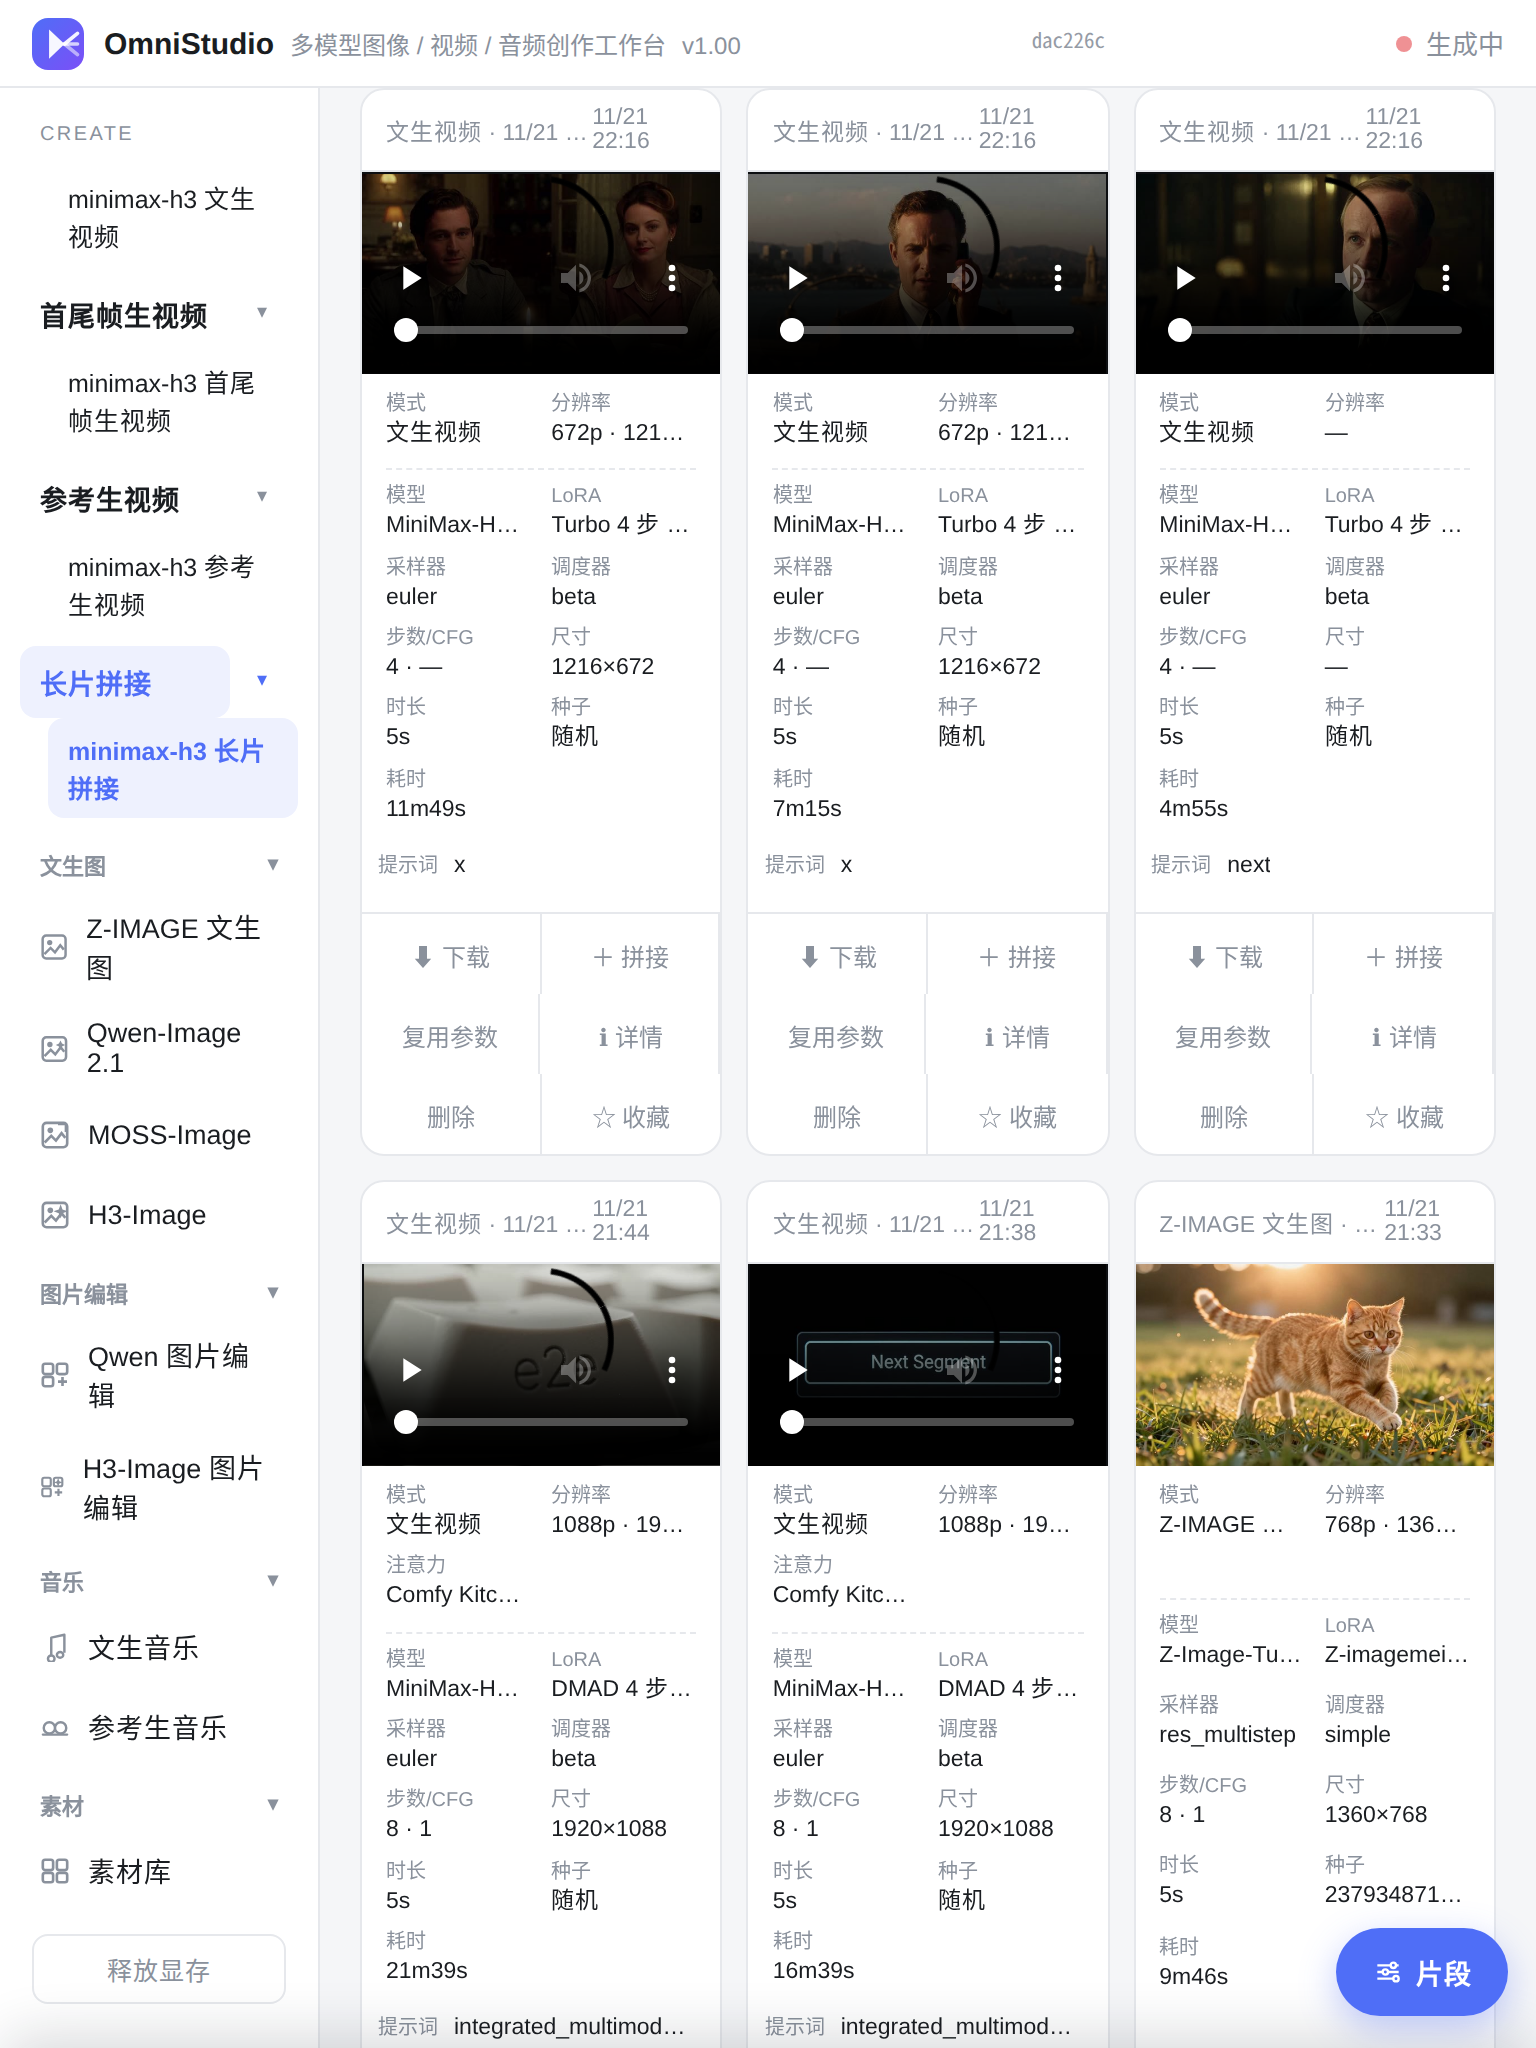 OmniStudio 多模型图像 / 视频 / 音频创作工作台 v1.00 dac226c 生成中
CREATE
minimax-h3 文生
视频
首尾帧生视频 ▾
minimax-h3 首尾
帧生视频
参考生视频 ▾
minimax-h3 参考
生视频
长片拼接 ▾
minimax-h3 长片
拼接
文生图 ▾
Z-IMAGE 文生
图
Qwen-Image
2.1
MOSS-Image
H3-Image
图片编辑 ▾
Qwen 图片编
辑
H3-Image 图片
编辑
音乐 ▾
文生音乐
参考生音乐
素材 ▾
素材库
释放显存
文生视频 · 11/21 … 11/21
22:16
模式 分辨率
文生视频 672p · 121…
模型 LoRA
MiniMax-H… Turbo 4 步 …
采样器 调度器
euler beta
步数/CFG 尺寸
4 · — 1216×672
时长 种子
5s 随机
耗时
11m49s
提示词 x
⬇ 下载 ＋ 拼接
复用参数 ℹ 详情
删除 ☆ 收藏
文生视频 · 11/21 … 11/21
22:16
模式 分辨率
文生视频 672p · 121…
模型 LoRA
MiniMax-H… Turbo 4 步 …
采样器 调度器
euler beta
步数/CFG 尺寸
4 · — 1216×672
时长 种子
5s 随机
耗时
7m15s
提示词 x
⬇ 下载 ＋ 拼接
复用参数 ℹ 详情
删除 ☆ 收藏
文生视频 · 11/21 … 11/21
22:16
模式 分辨率
文生视频 —
模型 LoRA
MiniMax-H… Turbo 4 步 …
采样器 调度器
euler beta
步数/CFG 尺寸
4 · — —
时长 种子
5s 随机
耗时
4m55s
提示词 next
⬇ 下载 ＋ 拼接
复用参数 ℹ 详情
删除 ☆ 收藏
文生视频 · 11/21 … 11/21
21:44
e2e
模式 分辨率
文生视频 1088p · 19…
注意力
Comfy Kitc…
模型 LoRA
MiniMax-H… DMAD 4 步…
采样器 调度器
euler beta
步数/CFG 尺寸
8 · 1 1920×1088
时长 种子
5s 随机
耗时
21m39s
提示词 integrated_multimod…
文生视频 · 11/21 … 11/21
21:38
Next Segment
模式 分辨率
文生视频 1088p · 19…
注意力
Comfy Kitc…
模型 LoRA
MiniMax-H… DMAD 4 步…
采样器 调度器
euler beta
步数/CFG 尺寸
8 · 1 1920×1088
时长 种子
5s 随机
耗时
16m39s
提示词 integrated_multimod…
Z-IMAGE 文生图 · … 11/21
21:33
模式 分辨率
Z-IMAGE … 768p · 136…
模型 LoRA
Z-Image-Tu… Z-imagemei…
采样器 调度器
res_multistep simple
步数/CFG 尺寸
8 · 1 1360×768
时长 种子
5s 237934871…
耗时
9m46s
片段